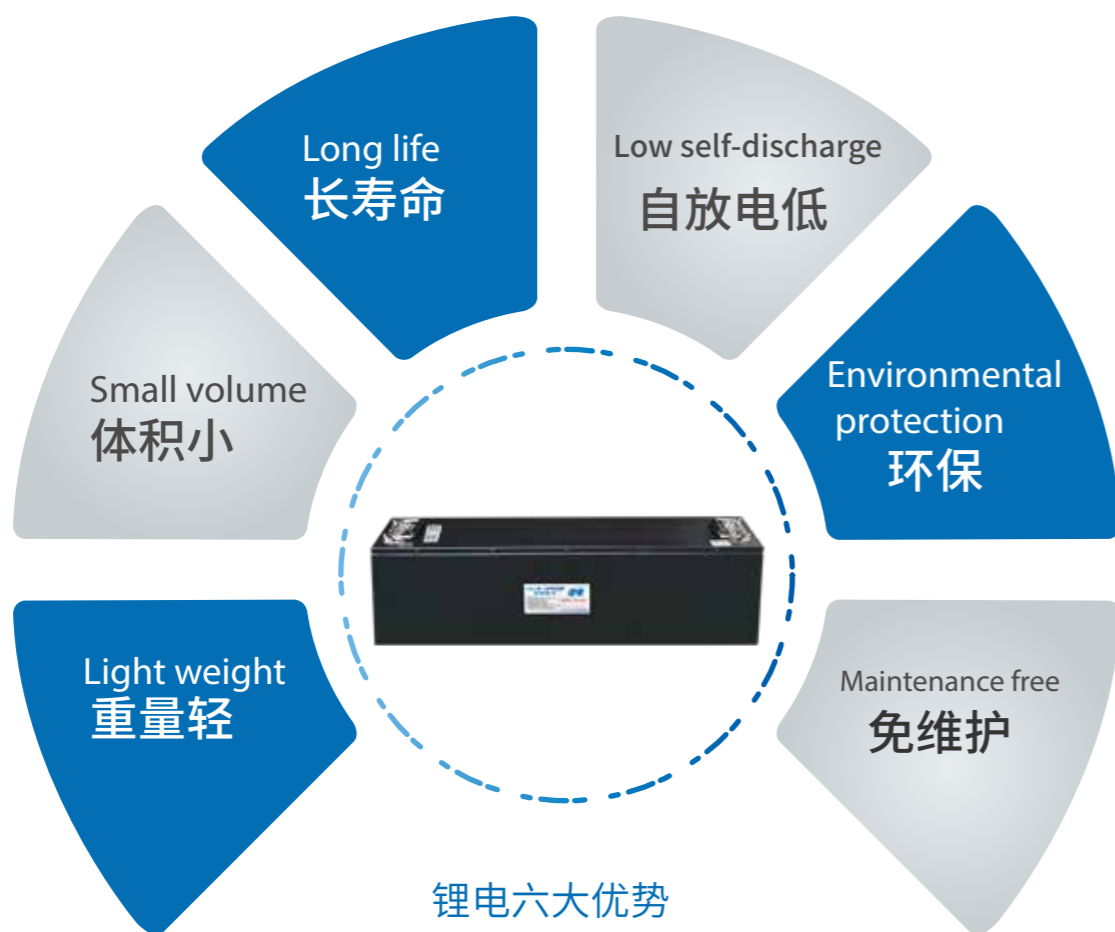 Long life
长寿命
Low self-discharge
自放电低
Small volume
体积小
Environmental
protection
环保
Light weight
重量轻
Maintenance free
免维护
锂电六大优势